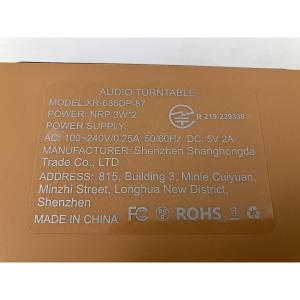 AUDIO TURNTABLE
MODEL:XR-636DP-87
POWER: NRP 3W*2
R 219-239338
POWER SUPPLY,
AC: 100~240V/0.25A 50/60Hz DC: 5V 2A
MANUFACTURER: Shenzhen Shanghongda
Trade Co., LTD
ADDRESS: 815, Building 3, Minle Cuiyuan,
Minzhi Street, Longhua New District,
Shenzhen
MADE IN CHINA FC PSE ROHS